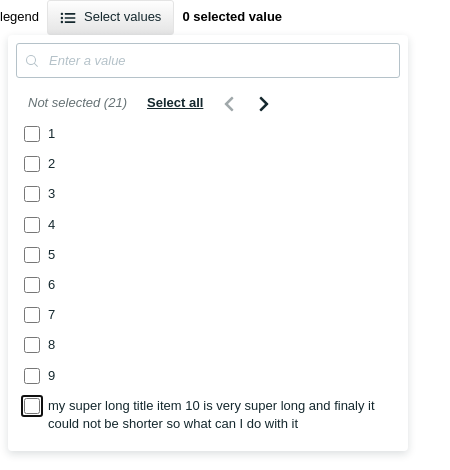 legend Select values 0 selected value
Enter a value
Not selected (21) Select all
1
2
3
4
5
6
7
8
9
my super long title item 10 is very super long and finaly it
could not be shorter so what can I do with it